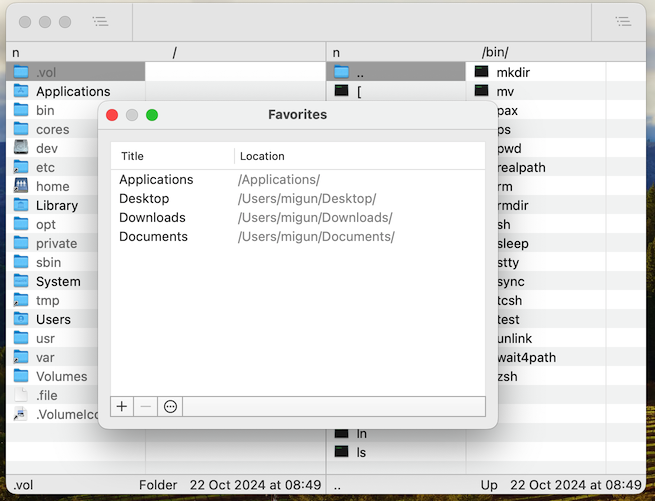 n / n /bin/
.vol
Applications
bin
cores
dev
etc
home
Library
opt
private
sbin
System
tmp
Users
usr
var
Volumes
.file
.VolumeIco
Favorites
Title Location
Applications /Applications/
Desktop /Users/migun/Desktop/
Downloads /Users/migun/Downloads/
Documents /Users/migun/Documents/
..
[
ln
ls
mkdir
mv
pax
ps
pwd
realpath
rm
rmdir
sh
sleep
stty
sync
tcsh
test
unlink
wait4path
zsh
.vol Folder 22 Oct 2024 at 08:49
.. Up 22 Oct 2024 at 08:49